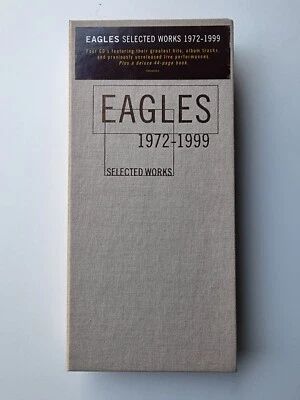 EAGLES SELECTED WORKS 1972-1999
Four CD's featuring their greatest hits, album tracks,
and previously unreleased live performances.
Plus a deluxe 44-page book.
EAGLES
1972-1999
SELECTED WORKS